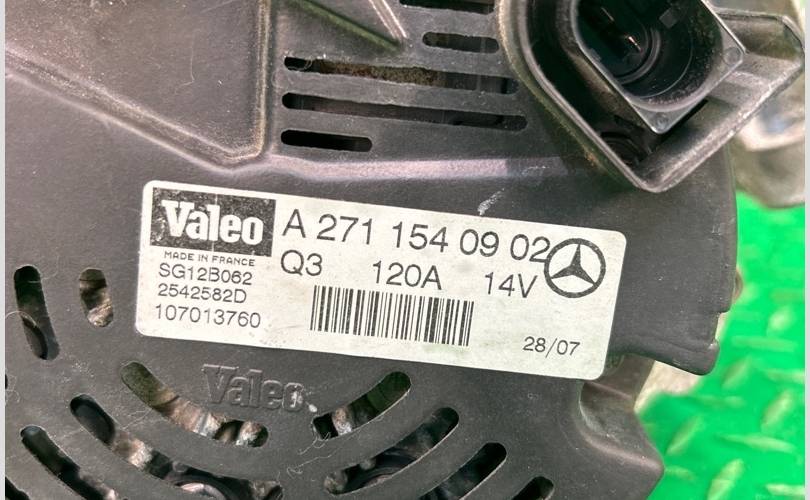 Valeo A 271 154 09 02
MADE IN FRANCE
SG12B062 Q3 120A 14V
2542582D
107013760
28/07
Valeo